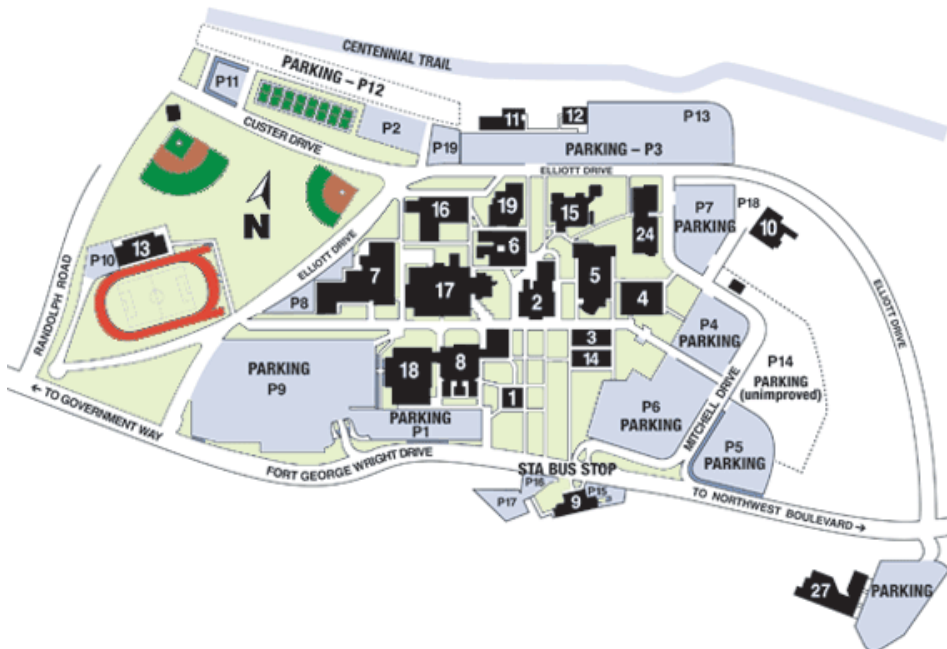 CENTENNIAL TRAIL
PARKING – P12
P11
P2
CUSTER DRIVE
P19
11
12
P13
PARKING – P3
ELLIOTT DRIVE
16
19
15
24
P7
PARKING
P18
10
N
6
13
P10
RANDOLPH ROAD
ELLIOTT DRIVE
P8
7
17
2
5
4
ELLIOTT DRIVE
P4
PARKING
3
14
18
8
1
PARKING
P9
PARKING
P1
P6
PARKING
MITCHELL DRIVE
P14
PARKING
(unimproved)
P5
PARKING
← TO GOVERNMENT WAY
FORT GEORGE WRIGHT DRIVE
STA BUS STOP
P16
P17
9
P15
TO NORTHWEST BOULEVARD →
27
PARKING